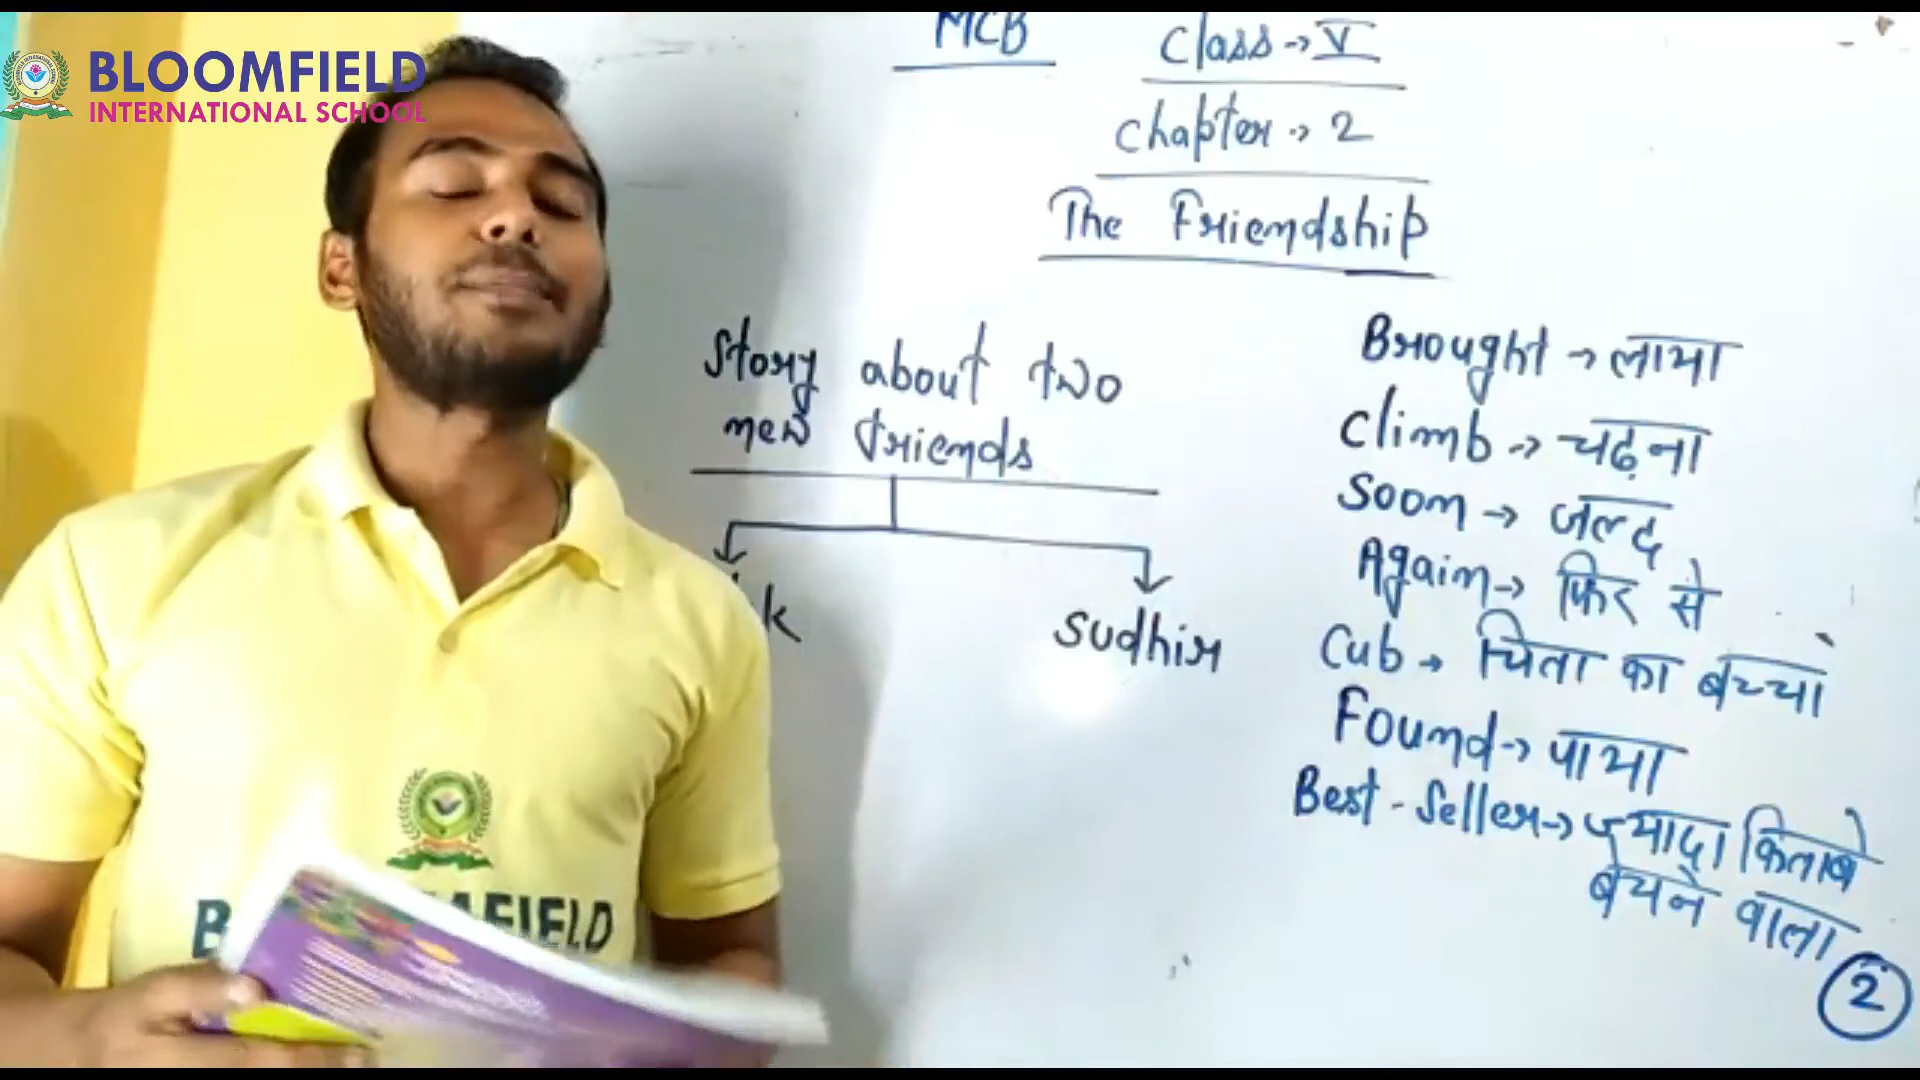 BLOOMFIELD
INTERNATIONAL SCHOOL
MCB
Class → V
Chapter → 2
The Friendship
Story about two
new friends
k
Sudhir
Brought → लाया
Climb → चढ़ना
Soon → जल्द
Again → फिर से
Cub → चिता का बच्चा
Found → पाया
Best-Seller → ज्यादा किताबे
बेचने वाला
2
B
FIELD